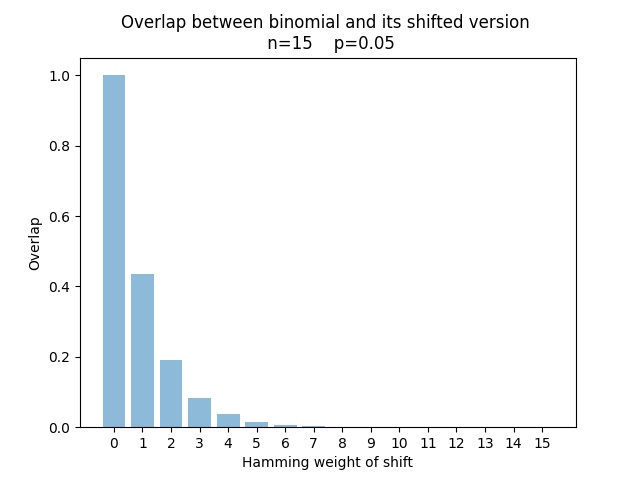 Overlap between binomial and its shifted version
n=15    p=0.05
1.0
0.8
0.6
0.4
0.2
0.0
Overlap
0 1 2 3 4 5 6 7 8 9 10 11 12 13 14 15
Hamming weight of shift